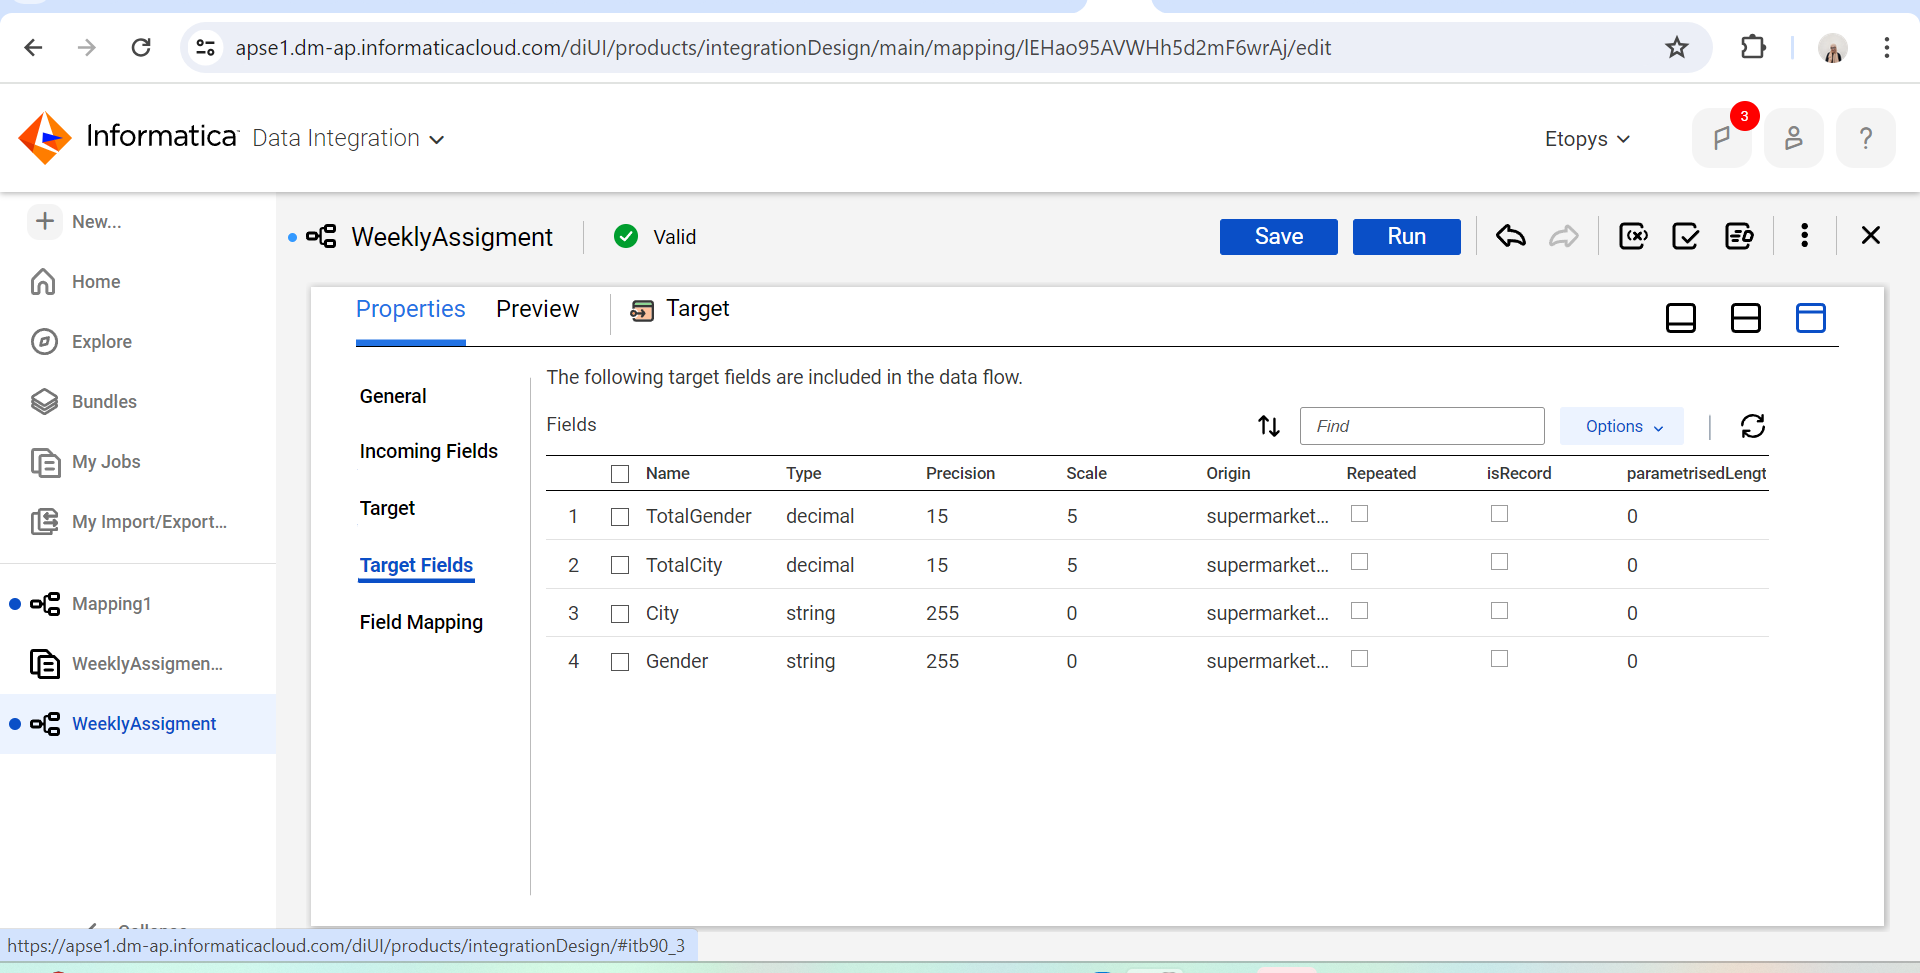 apse1.dm-ap.informaticacloud.com/diUI/products/integrationDesign/main/mapping/lEHao95AVWHh5d2mF6wrAj/edit
Informatica Data Integration
Etopys
3
?
New...
Home
Explore
Bundles
My Jobs
My Import/Export...
Mapping1
WeeklyAssigmen...
WeeklyAssigment
WeeklyAssigment Valid Save Run
Properties Preview Target
General
Incoming Fields
Target
Target Fields
Field Mapping
The following target fields are included in the data flow.
Fields Find Options
Name Type Precision Scale Origin Repeated isRecord parametrisedLengt
1 TotalGender decimal 15 5 supermarket... 0
2 TotalCity decimal 15 5 supermarket... 0
3 City string 255 0 supermarket... 0
4 Gender string 255 0 supermarket... 0
https://apse1.dm-ap.informaticacloud.com/diUI/products/integrationDesign/#itb90_3